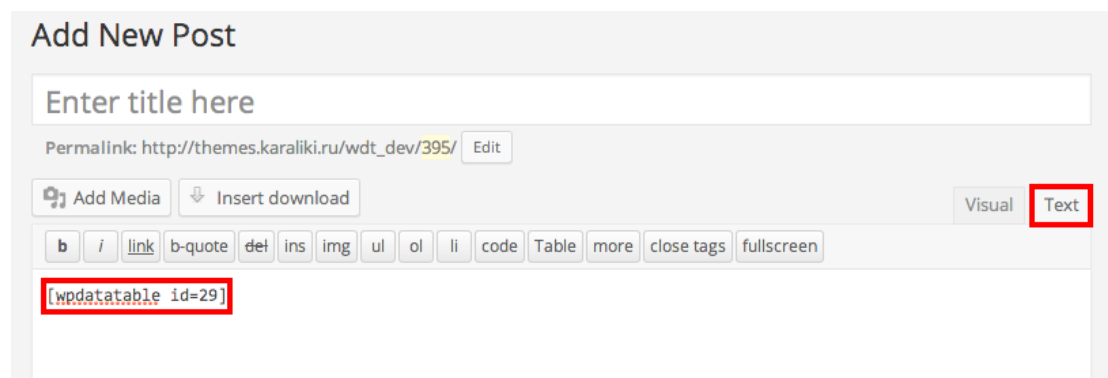 Add New Post
Enter title here
Permalink: http://themes.karaliki.ru/wdt_dev/395/ Edit
Add Media Insert download Visual Text
b i link b-quote del ins img ul ol li code Table more close tags fullscreen
[wpdatatable id=29]